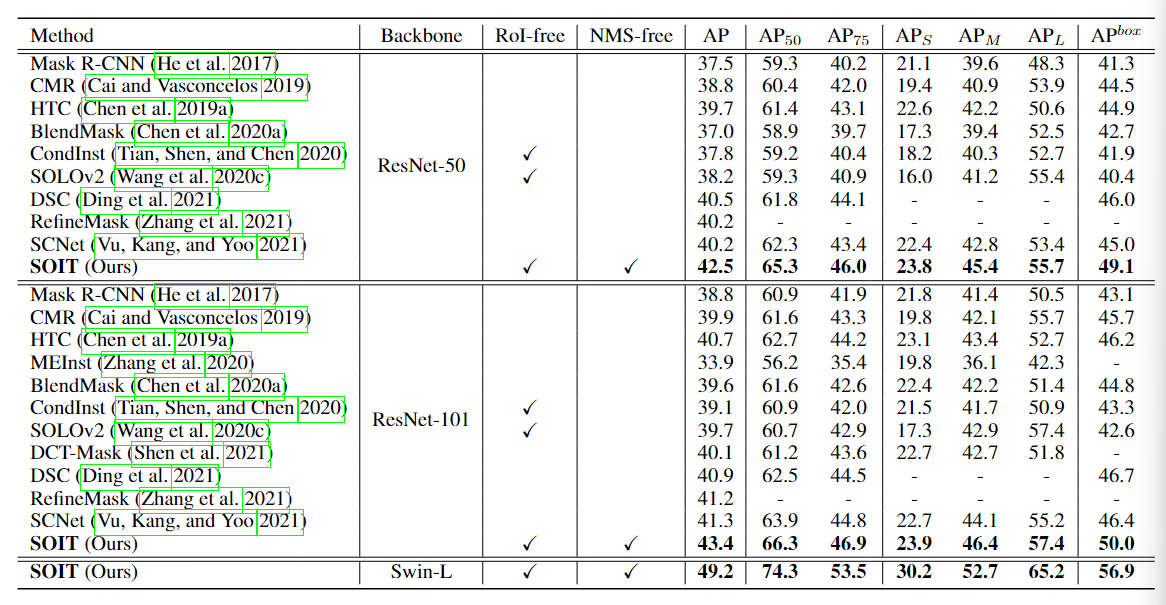 Method Backbone RoI-free NMS-free AP AP50 AP75 APS APM APL APbox
Mask R-CNN (He et al. 2017) 37.5 59.3 40.2 21.1 39.6 48.3 41.3
CMR (Cai and Vasconcelos 2019) 38.8 60.4 42.0 19.4 40.9 53.9 44.5
HTC (Chen et al. 2019a) 39.7 61.4 43.1 22.6 42.2 50.6 44.9
BlendMask (Chen et al. 2020a) 37.0 58.9 39.7 17.3 39.4 52.5 42.7
CondInst (Tian, Shen, and Chen 2020) ✓ 37.8 59.2 40.4 18.2 40.3 52.7 41.9
ResNet-50
SOLOv2 (Wang et al. 2020c) ✓ 38.2 59.3 40.9 16.0 41.2 55.4 40.4
DSC (Ding et al. 2021) 40.5 61.8 44.1 - - - 46.0
RefineMask (Zhang et al. 2021) 40.2 - - - - - -
SCNet (Vu, Kang, and Yoo 2021) 40.2 62.3 43.4 22.4 42.8 53.4 45.0
SOIT (Ours) ✓ ✓ 42.5 65.3 46.0 23.8 45.4 55.7 49.1
Mask R-CNN (He et al. 2017) 38.8 60.9 41.9 21.8 41.4 50.5 43.1
CMR (Cai and Vasconcelos 2019) 39.9 61.6 43.3 19.8 42.1 55.7 45.7
HTC (Chen et al. 2019a) 40.7 62.7 44.2 23.1 43.4 52.7 46.2
MEInst (Zhang et al. 2020) 33.9 56.2 35.4 19.8 36.1 42.3 -
BlendMask (Chen et al. 2020a) 39.6 61.6 42.6 22.4 42.2 51.4 44.8
CondInst (Tian, Shen, and Chen 2020) ✓ 39.1 60.9 42.0 21.5 41.7 50.9 43.3
ResNet-101
SOLOv2 (Wang et al. 2020c) ✓ 39.7 60.7 42.9 17.3 42.9 57.4 42.6
DCT-Mask (Shen et al. 2021) 40.1 61.2 43.6 22.7 42.7 51.8 -
DSC (Ding et al. 2021) 40.9 62.5 44.5 - - - 46.7
RefineMask (Zhang et al. 2021) 41.2 - - - - - -
SCNet (Vu, Kang, and Yoo 2021) 41.3 63.9 44.8 22.7 44.1 55.2 46.4
SOIT (Ours) ✓ ✓ 43.4 66.3 46.9 23.9 46.4 57.4 50.0
SOIT (Ours) Swin-L ✓ ✓ 49.2 74.3 53.5 30.2 52.7 65.2 56.9